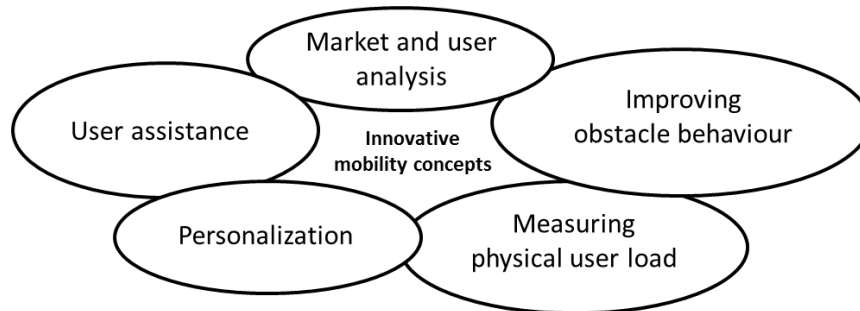 Market and user
analysis
Improving
obstacle behaviour
User assistance
Innovative
mobility concepts
Personalization
Measuring
physical user load